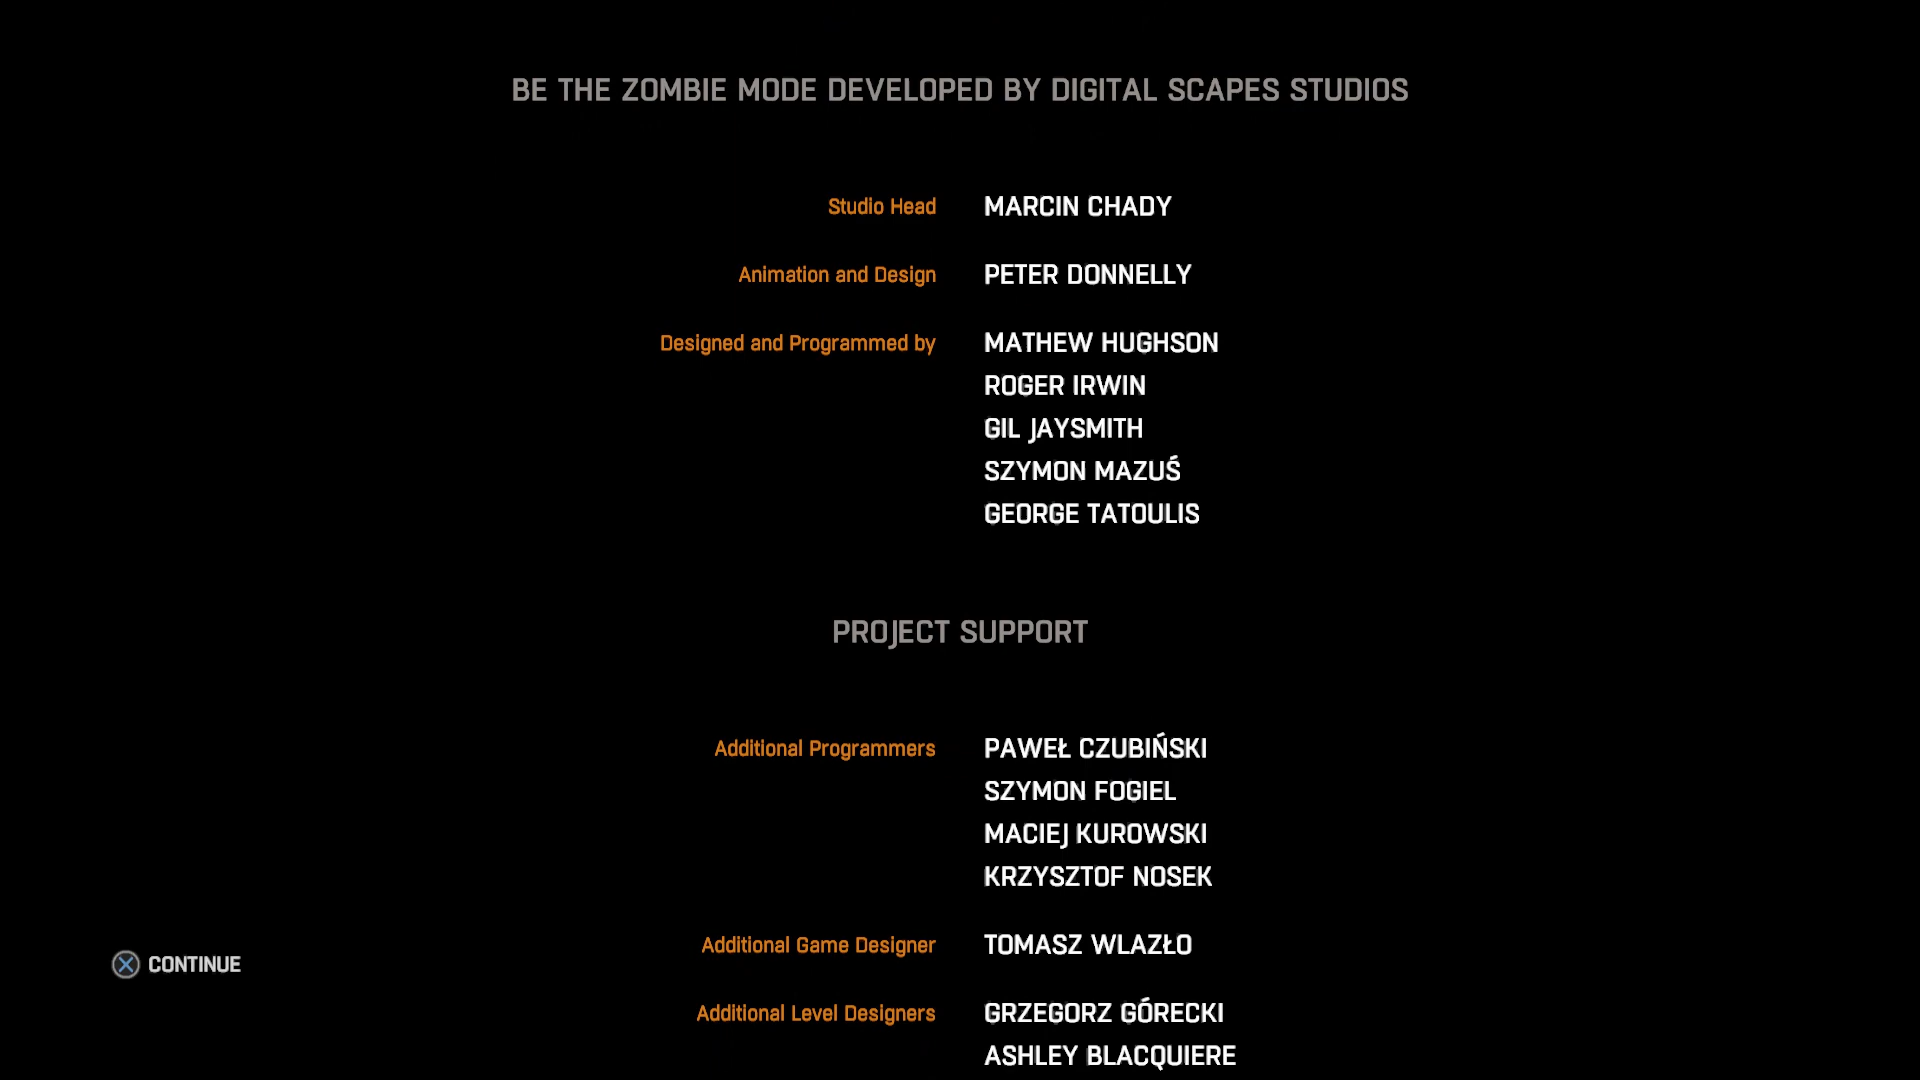 BE THE ZOMBIE MODE DEVELOPED BY DIGITAL SCAPES STUDIOS
Studio Head MARCIN CHADY
Animation and Design PETER DONNELLY
Designed and Programmed by MATHEW HUGHSON
ROGER IRWIN
GIL JAYSMITH
SZYMON MAZUŚ
GEORGE TATOULIS
PROJECT SUPPORT
Additional Programmers PAWEŁ CZUBIŃSKI
SZYMON FOGIEL
MACIEJ KUROWSKI
KRZYSZTOF NOSEK
Additional Game Designer TOMASZ WLAZŁO
CONTINUE
Additional Level Designers GRZEGORZ GÓRECKI
ASHLEY BLACQUIERE